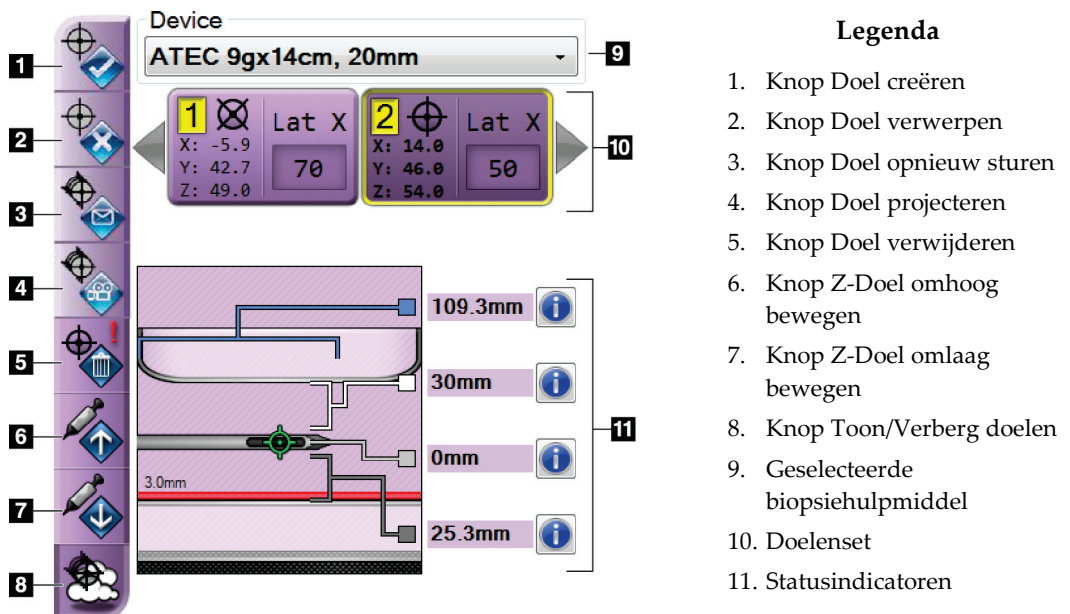 Device
1
ATEC 9gx14cm, 20mm
9
1
X: -5.9
Y: 42.7
Z: 49.0
Lat X
70
2
X: 14.0
Y: 46.0
Z: 54.0
Lat X
50
2
10
3
4
109.3mm
5
30mm
6
11
0mm
3.0mm
7
25.3mm
8
Legenda
1. Knop Doel creëren
2. Knop Doel verwerpen
3. Knop Doel opnieuw sturen
4. Knop Doel projecteren
5. Knop Doel verwijderen
6. Knop Z-Doel omhoog
bewegen
7. Knop Z-Doel omlaag
bewegen
8. Knop Toon/Verberg doelen
9. Geselecteerde
biopsiehulpmiddel
10. Doelenset
11. Statusindicatoren